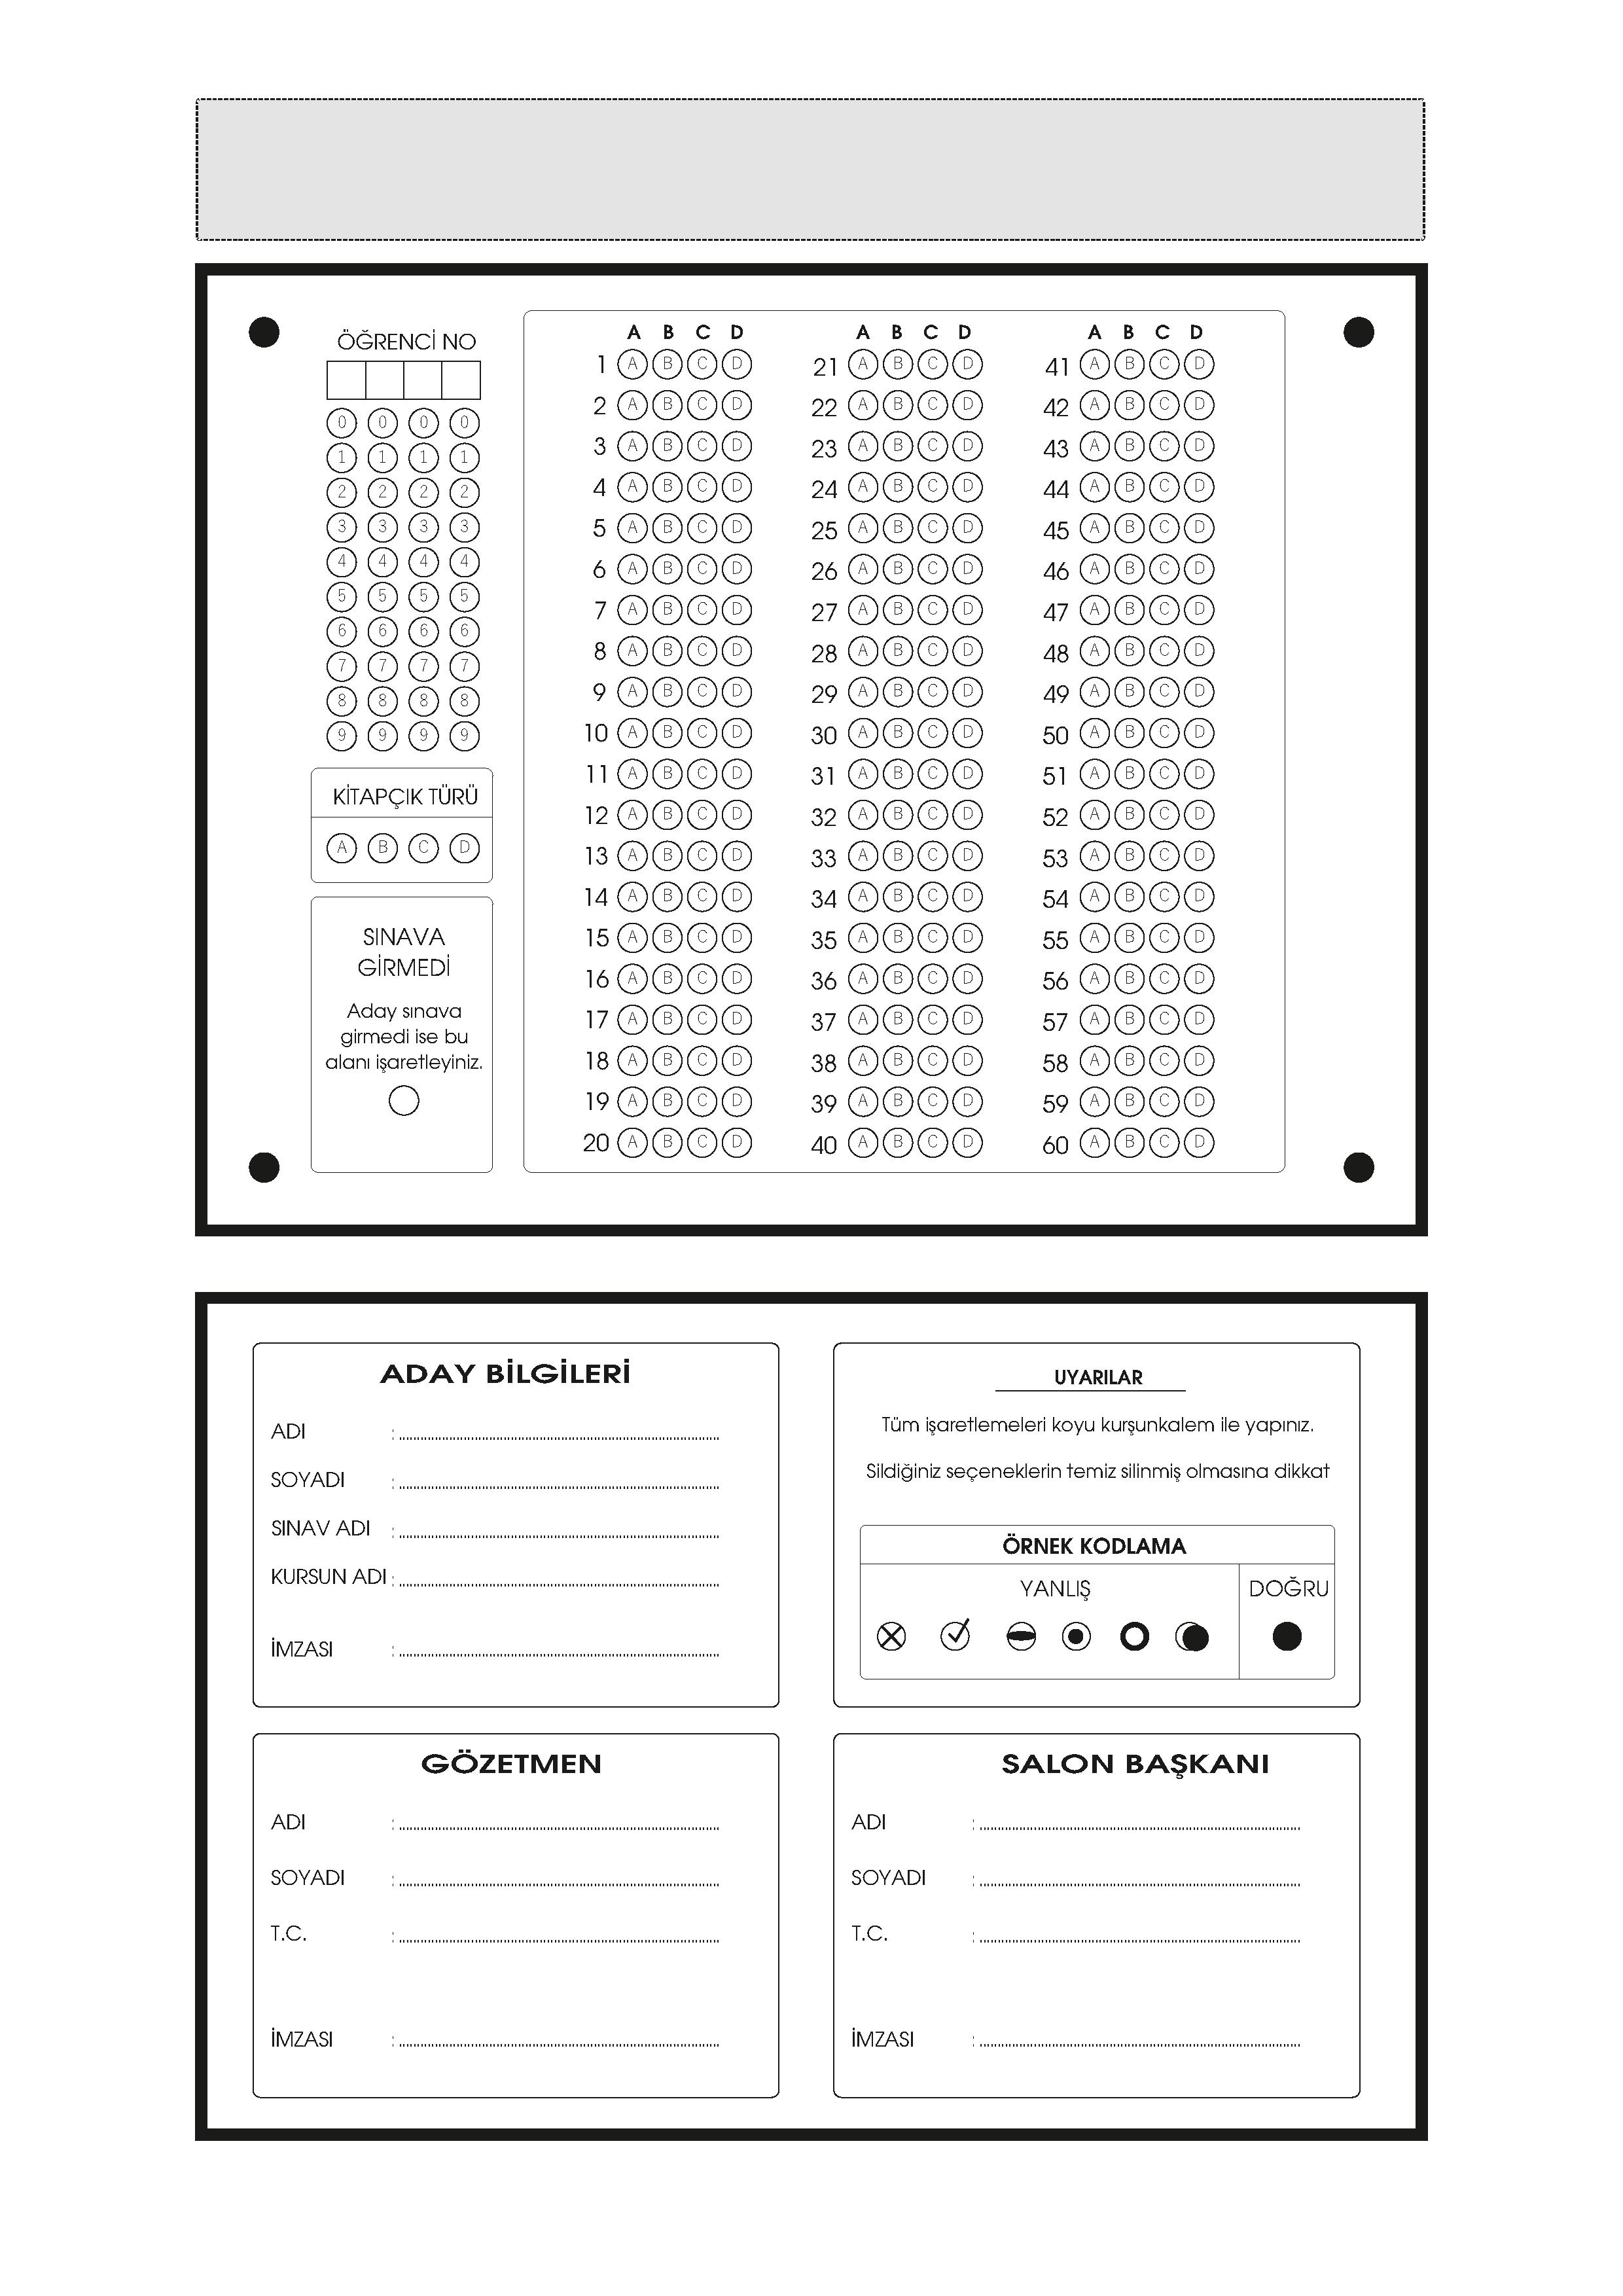 ÖĞRENCİ NO
0 0 0 0
1 1 1 1
2 2 2 2
3 3 3 3
4 4 4 4
5 5 5 5
6 6 6 6
7 7 7 7
8 8 8 8
9 9 9 9
KİTAPÇIK TÜRÜ
A B C D
SINAVA
GİRMEDİ
Aday sınava
girmedi ise bu
alanı işaretleyiniz.
A B C D
1 A B C D
2 A B C D
3 A B C D
4 A B C D
5 A B C D
6 A B C D
7 A B C D
8 A B C D
9 A B C D
10 A B C D
11 A B C D
12 A B C D
13 A B C D
14 A B C D
15 A B C D
16 A B C D
17 A B C D
18 A B C D
19 A B C D
20 A B C D
A B C D
21 A B C D
22 A B C D
23 A B C D
24 A B C D
25 A B C D
26 A B C D
27 A B C D
28 A B C D
29 A B C D
30 A B C D
31 A B C D
32 A B C D
33 A B C D
34 A B C D
35 A B C D
36 A B C D
37 A B C D
38 A B C D
39 A B C D
40 A B C D
A B C D
41 A B C D
42 A B C D
43 A B C D
44 A B C D
45 A B C D
46 A B C D
47 A B C D
48 A B C D
49 A B C D
50 A B C D
51 A B C D
52 A B C D
53 A B C D
54 A B C D
55 A B C D
56 A B C D
57 A B C D
58 A B C D
59 A B C D
60 A B C D
ADAY BİLGİLERİ
ADI :
SOYADI :
SINAV ADI :
KURSUN ADI :
İMZASI :
UYARILAR
Tüm işaretlemeleri koyu kurşunkalem ile yapınız.
Sildiğiniz seçeneklerin temiz silinmiş olmasına dikkat
ÖRNEK KODLAMA
YANLIŞ DOĞRU
GÖZETMEN
ADI :
SOYADI :
T.C. :
İMZASI :
SALON BAŞKANI
ADI :
SOYADI :
T.C. :
İMZASI :